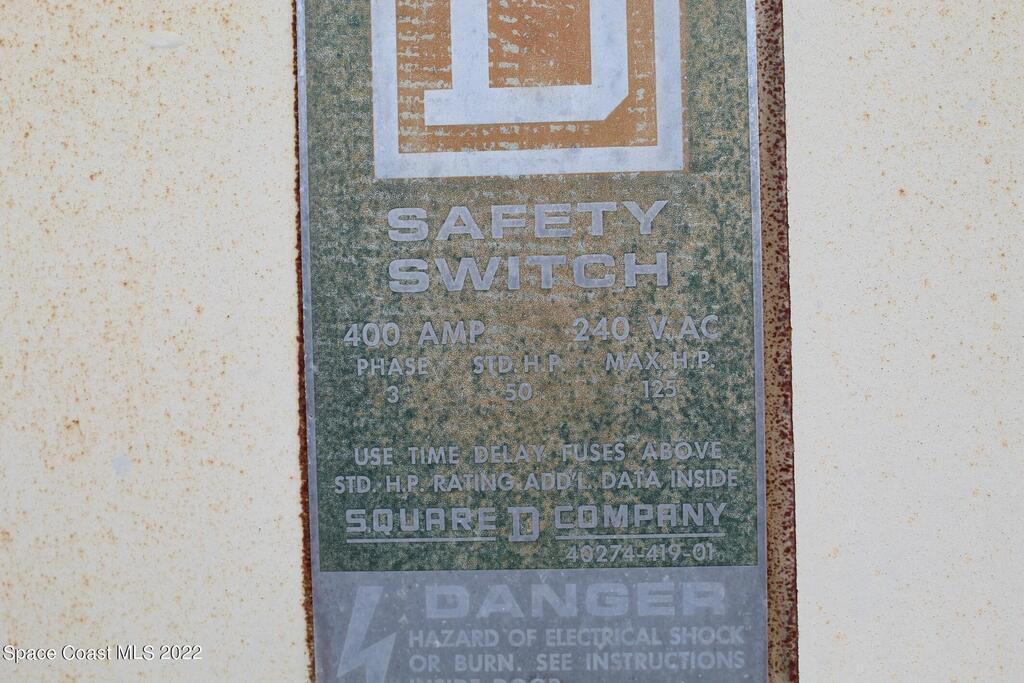 D
SAFETY
SWITCH
400 AMP 240 V.AC
PHASE STD. H.P. MAX. H.P.
3 50 125
USE TIME DELAY FUSES ABOVE
STD. H.P. RATING ADD'L. DATA INSIDE
SQUARE D COMPANY
40274-419-01
DANGER
HAZARD OF ELECTRICAL SHOCK
OR BURN. SEE INSTRUCTIONS
INSIDE DOOR
Space Coast MLS 2022